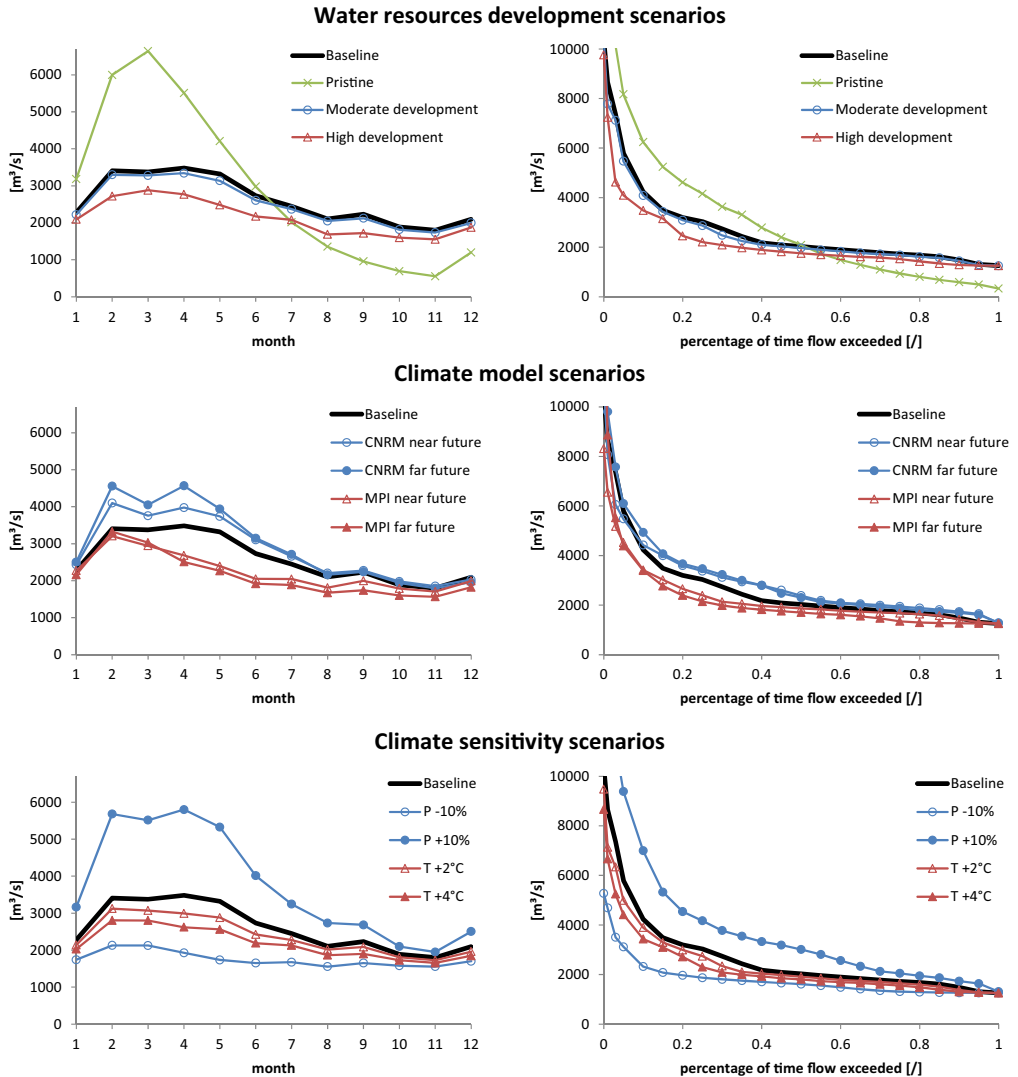 Water resources development scenarios
[m³/s]
6000
5000
4000
3000
2000
1000
0
1 2 3 4 5 6 7 8 9 10 11 12
month
Baseline
Pristine
Moderate development
High development
[m³/s]
10000
8000
6000
4000
2000
0
0 0.2 0.4 0.6 0.8 1
percentage of time flow exceeded [/]
Baseline
Pristine
Moderate development
High development
Climate model scenarios
[m³/s]
6000
5000
4000
3000
2000
1000
0
1 2 3 4 5 6 7 8 9 10 11 12
month
Baseline
CNRM near future
CNRM far future
MPI near future
MPI far future
[m³/s]
10000
8000
6000
4000
2000
0
0 0.2 0.4 0.6 0.8 1
percentage of time flow exceeded [/]
Baseline
CNRM near future
CNRM far future
MPI near future
MPI far future
Climate sensitivity scenarios
[m³/s]
6000
5000
4000
3000
2000
1000
0
1 2 3 4 5 6 7 8 9 10 11 12
month
Baseline
P -10%
P +10%
T +2°C
T +4°C
[m³/s]
10000
8000
6000
4000
2000
0
0 0.2 0.4 0.6 0.8 1
percentage of time flow exceeded [/]
Baseline
P -10%
P +10%
T +2°C
T +4°C